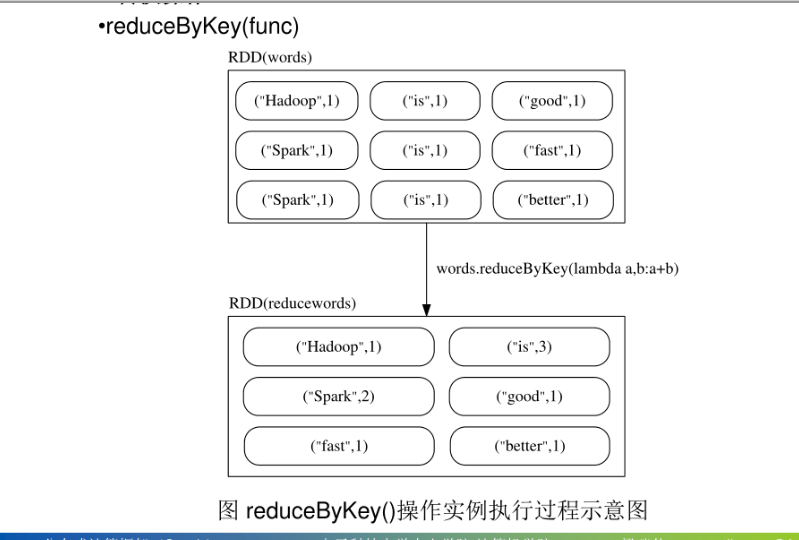 •reduceByKey(func)
RDD(words)
("Hadoop",1) ("is",1) ("good",1)
("Spark",1) ("is",1) ("fast",1)
("Spark",1) ("is",1) ("better",1)
words.reduceByKey(lambda a,b:a+b)
RDD(reducewords)
("Hadoop",1) ("is",3)
("Spark",2) ("good",1)
("fast",1) ("better",1)
图 reduceByKey()操作实例执行过程示意图